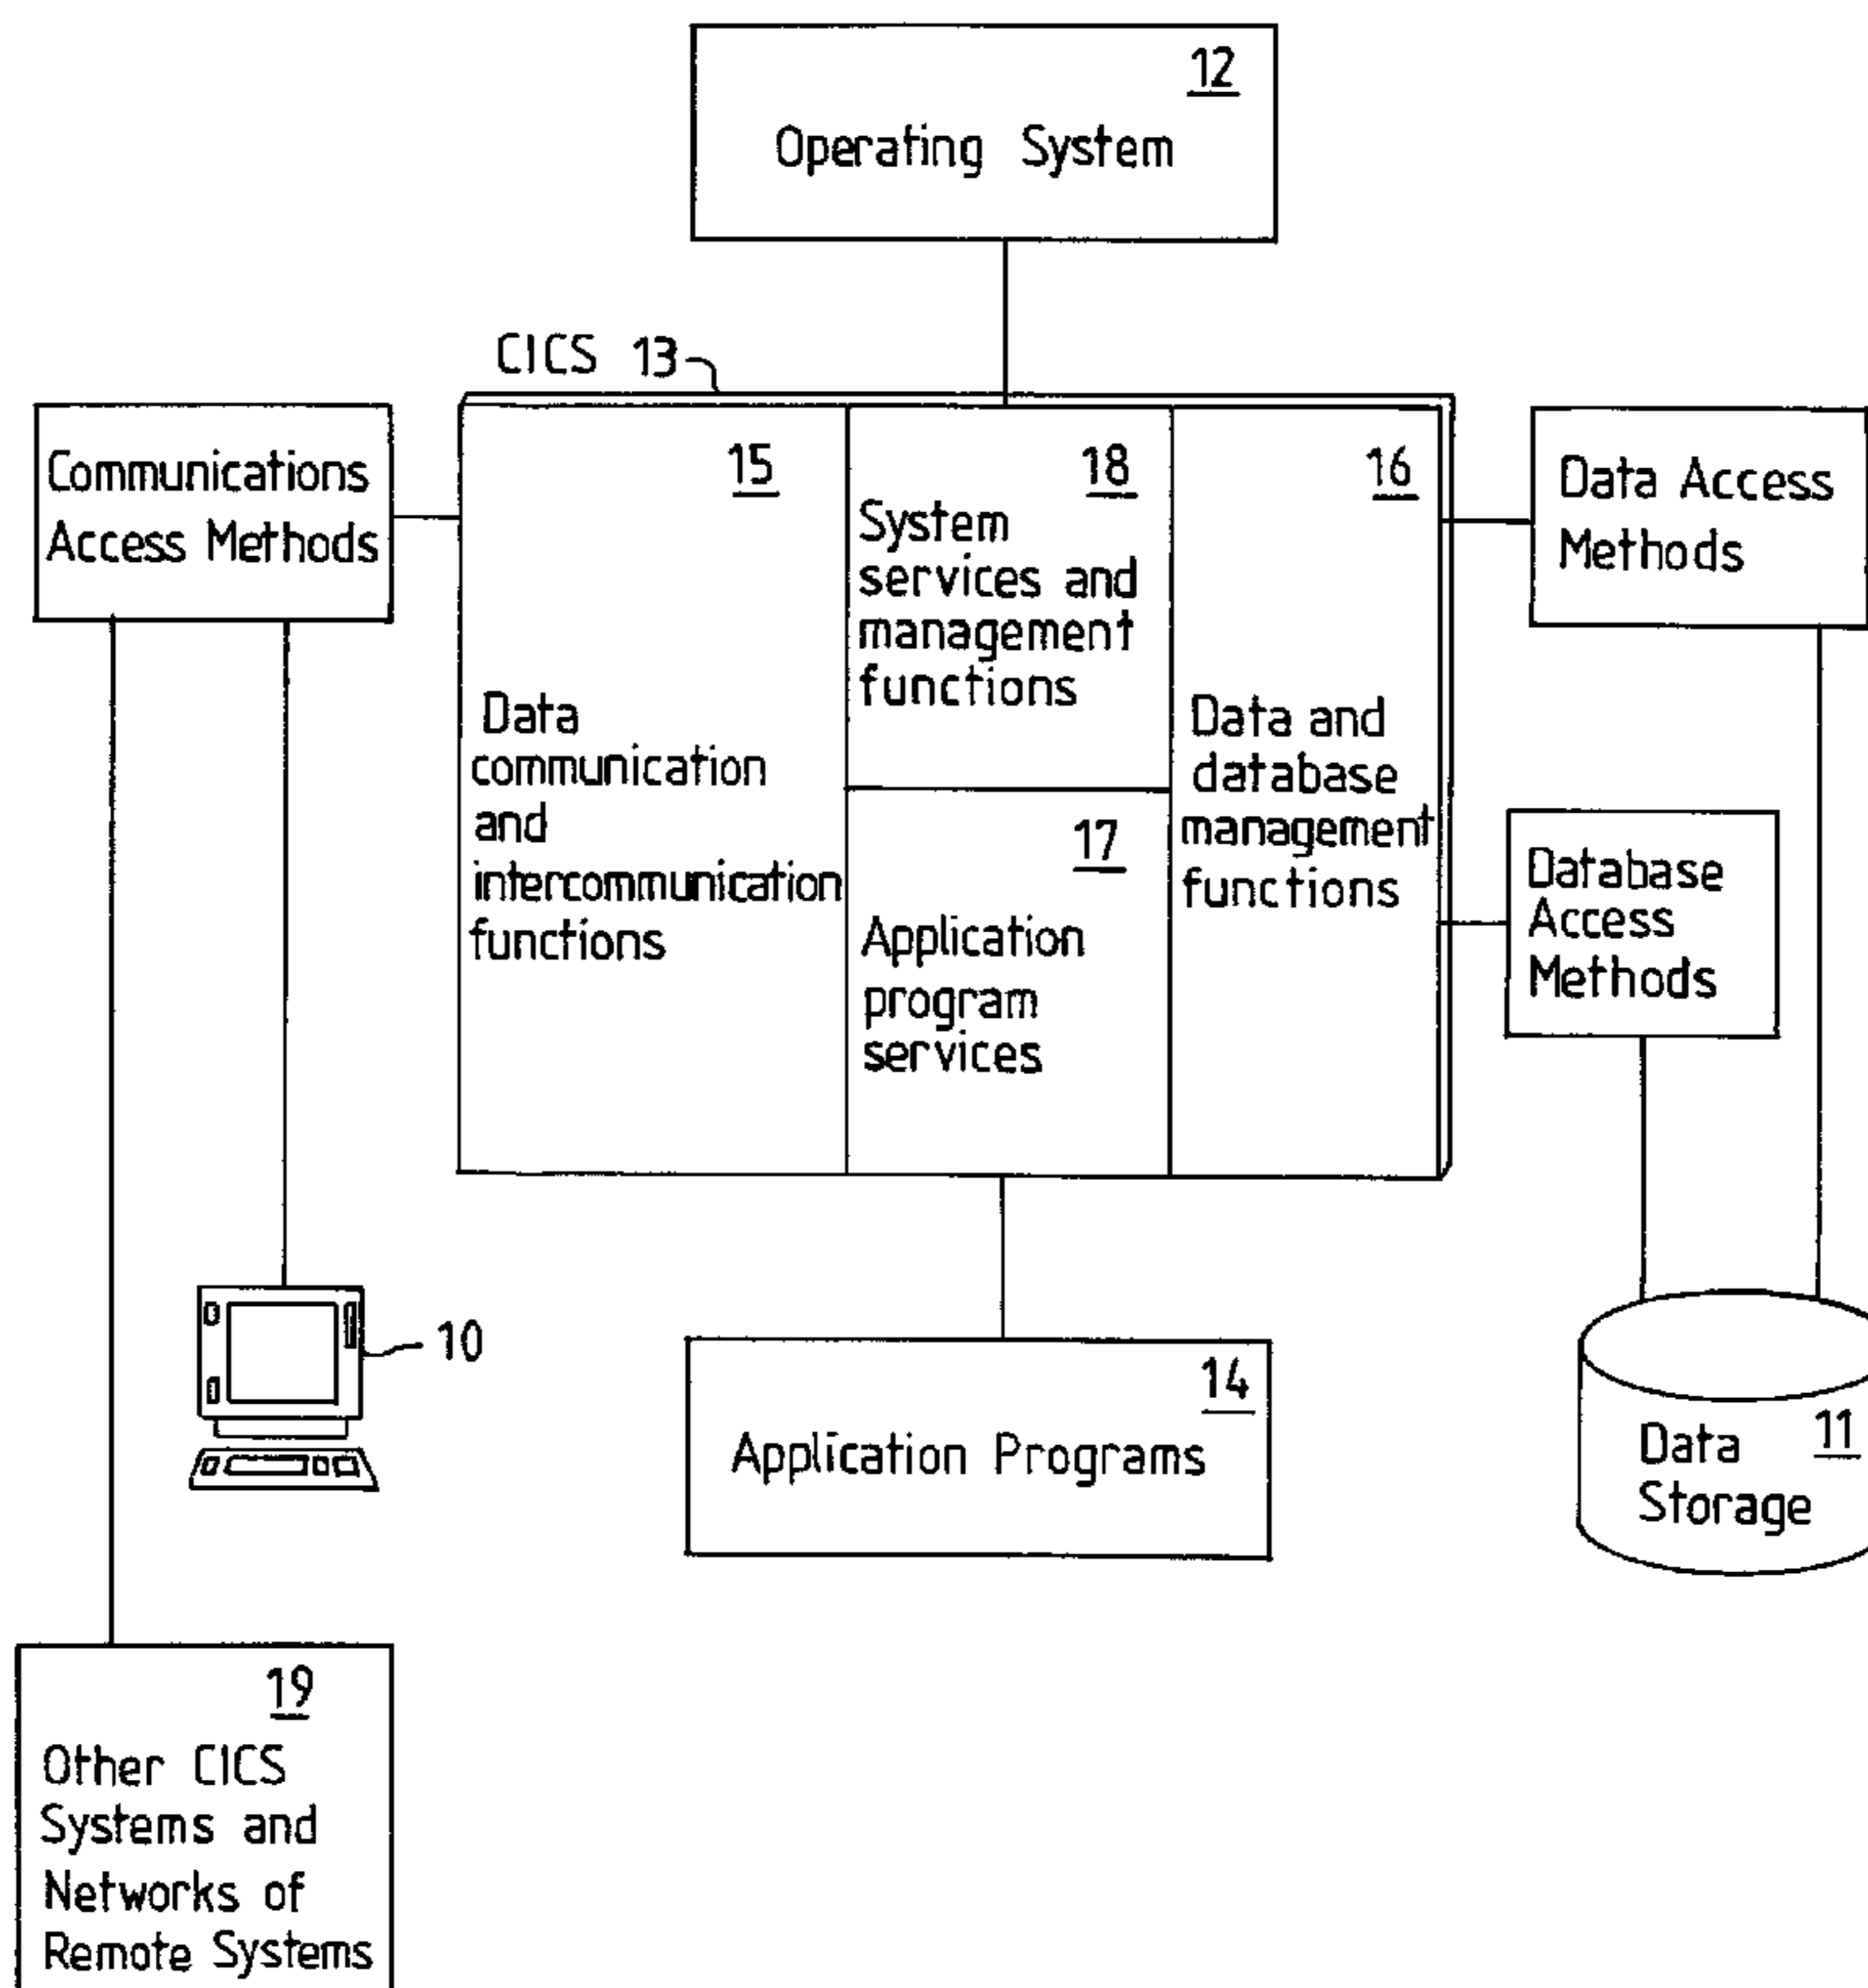 12
Operating System
CICS 13
Communications
Access Methods
15
Data
communication
and
intercommunication
functions
18
System
services and
management
functions
17
Application
program
services
16
Data and
database
management
functions
Data Access
Methods
Database
Access
Methods
10
14
Application Programs
11
Data
Storage
19
Other CICS
Systems and
Networks of
Remote Systems